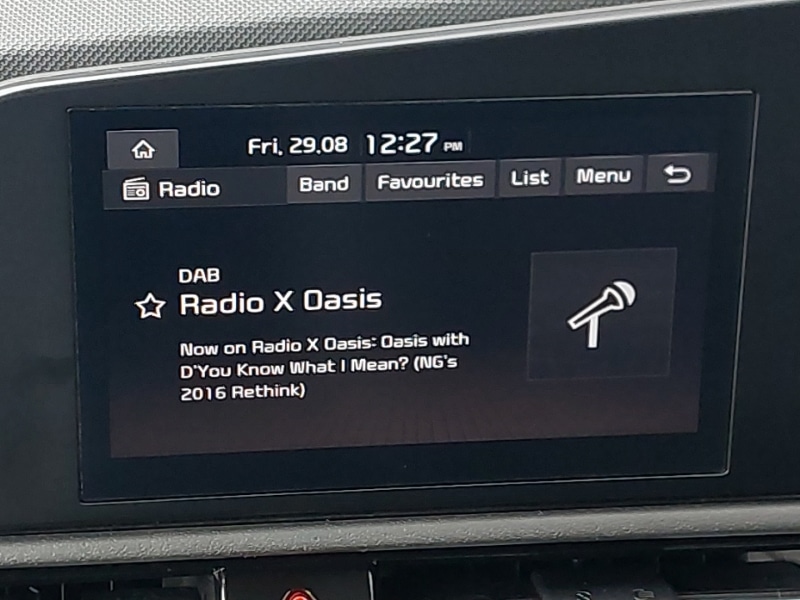 Fri. 29.08 12:27 PM
Radio Band Favourites List Menu
DAB
Radio X Oasis
Now on Radio X Oasis: Oasis with
D'You Know What I Mean? (NG's
2016 Rethink)